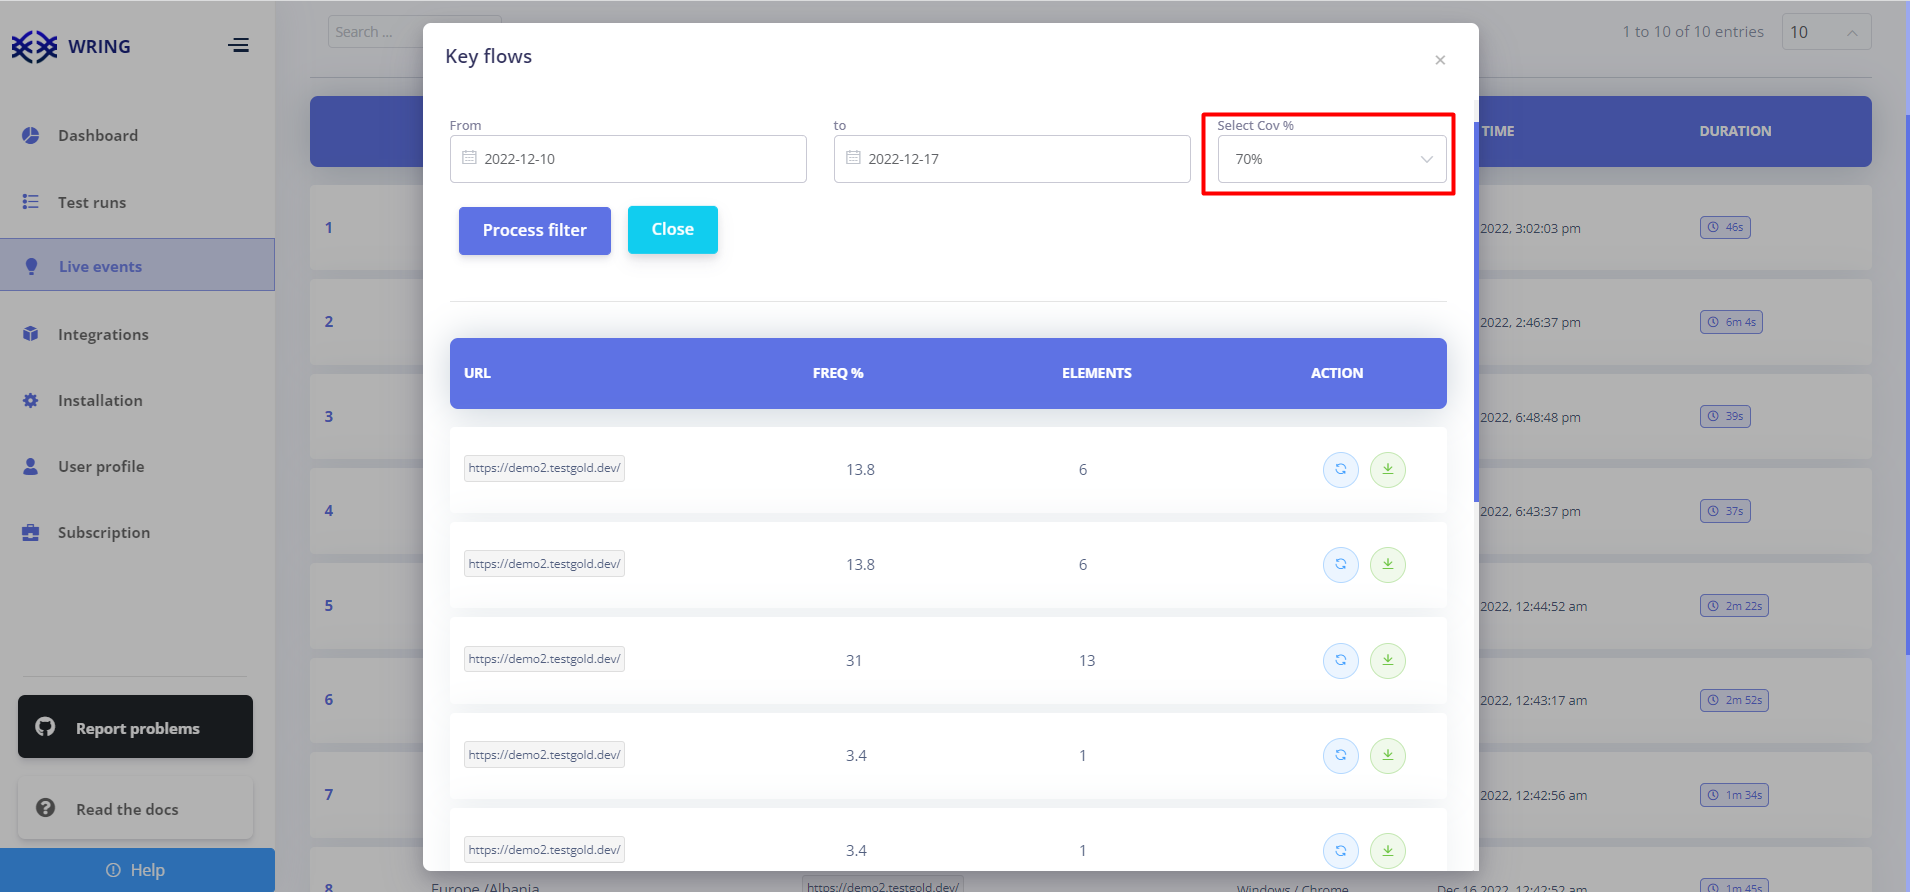 WRING
Dashboard
Test runs
Live events
Integrations
Installation
User profile
Subscription
Report problems
Read the docs
Help
Search ...
1 to 10 of 10 entries
10
TIME
DURATION
Key flows
×
From
to
Select Cov %
2022-12-10
2022-12-17
70%
Process filter
Close
URL
FREQ %
ELEMENTS
ACTION
https://demo2.testgold.dev/
13.8
6
https://demo2.testgold.dev/
13.8
6
https://demo2.testgold.dev/
31
13
https://demo2.testgold.dev/
3.4
1
https://demo2.testgold.dev/
3.4
1
1
2022, 3:02:03 pm
46s
2
2022, 2:46:37 pm
6m 4s
3
2022, 6:48:48 pm
39s
4
2022, 6:43:37 pm
37s
5
2022, 12:44:52 am
2m 22s
6
2022, 12:43:17 am
2m 52s
7
2022, 12:42:56 am
1m 34s
8
Europe /Albania
https://demo2.testgold.dev/
Windows / Chrome
Dec 16 2022, 12:42:52 am
1m 45s